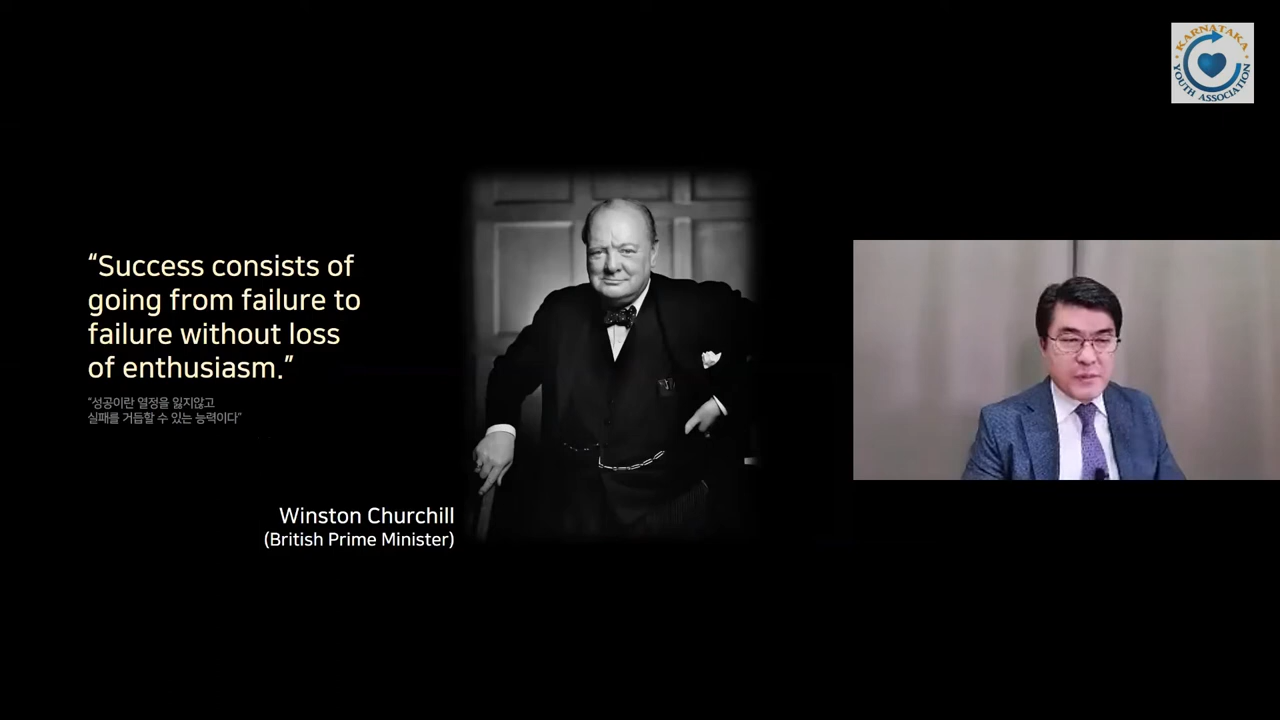 KARNATAKA
YOUTH ASSOCIATION
“Success consists of
going from failure to
failure without loss
of enthusiasm.”
“성공이란 열정을 잃지않고
실패를 거듭할 수 있는 능력이다”
Winston Churchill
(British Prime Minister)